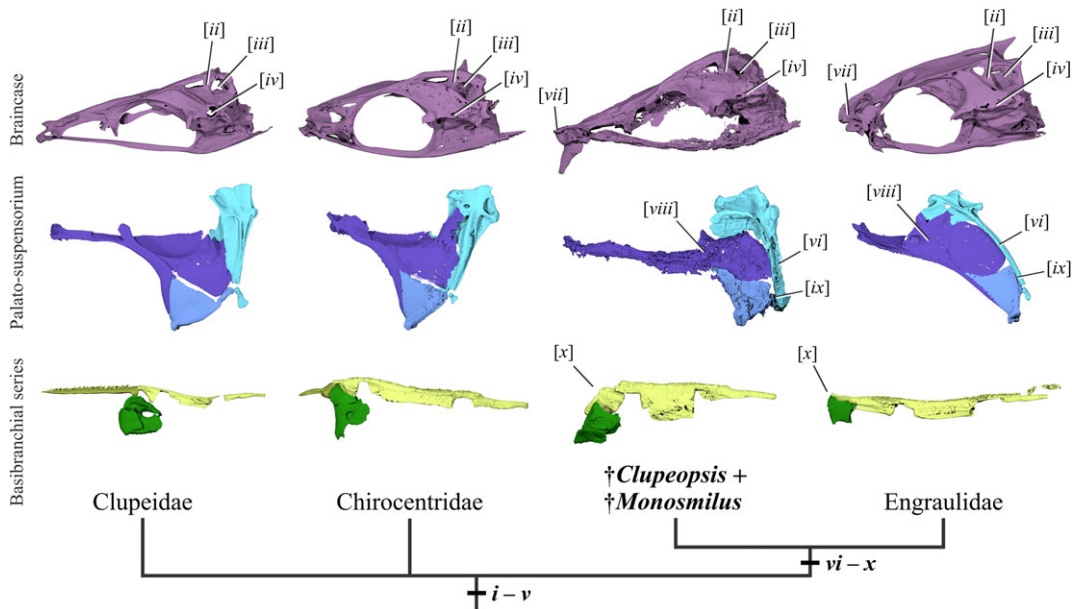 Braincase
[ii]
[iii]
[iv]
[ii]
[iii]
[iv]
[vii]
[ii]
[iii]
[iv]
[vii]
[ii]
[iii]
[iv]
Palato-suspensorium
[viii]
[vi]
[ix]
[viii]
[vi]
[ix]
Basibranchial series
[x]
[x]
Clupeidae
Chirocentridae
†Clupeopsis +
†Monosmilus
Engraulidae
vi – x
i – v